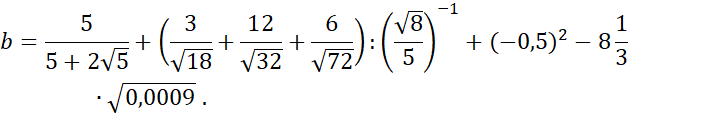 b = 5/(5 + 2√5) + (3/√18 + 12/√32 + 6/√72) : (√8/5)⁻¹ + (−0,5)² − 8 1/3
· √0,0009 .